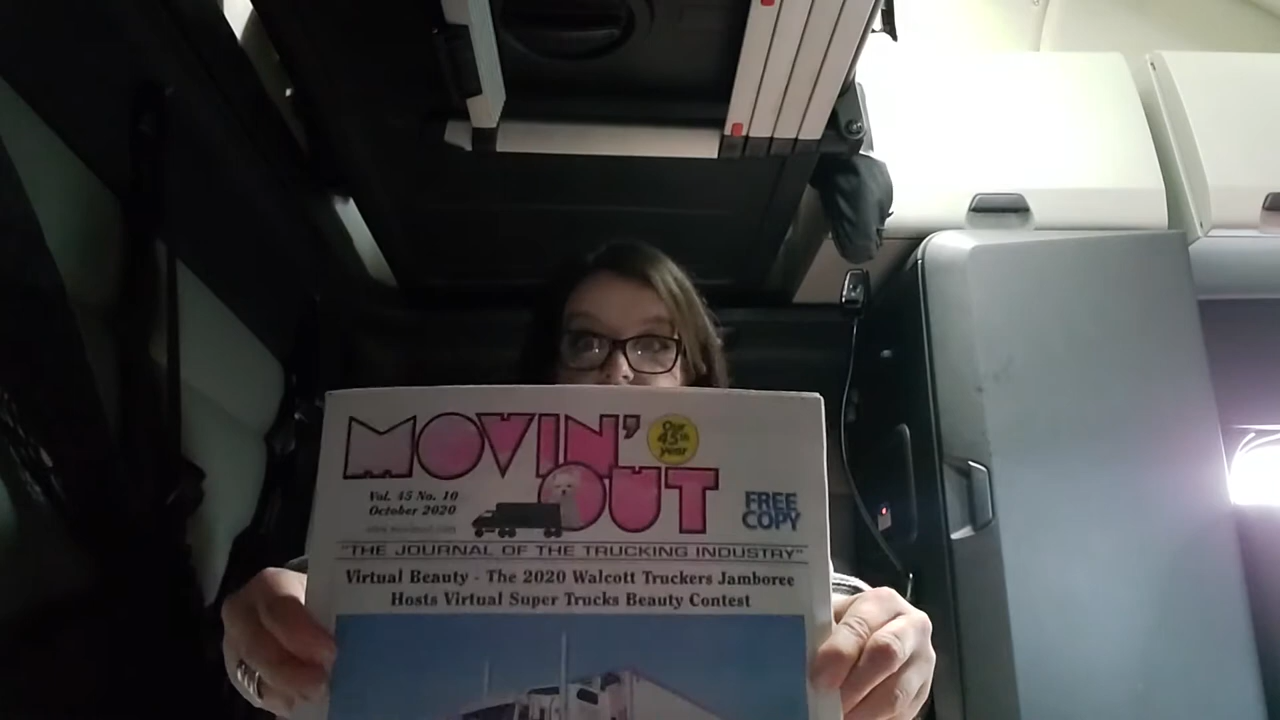 MOVIN'
Our
45th
year
OUT
Vol. 45 No. 10
October 2020
FREE
COPY
"THE JOURNAL OF THE TRUCKING INDUSTRY"
Virtual Beauty - The 2020 Walcott Truckers Jamboree
Hosts Virtual Super Trucks Beauty Contest